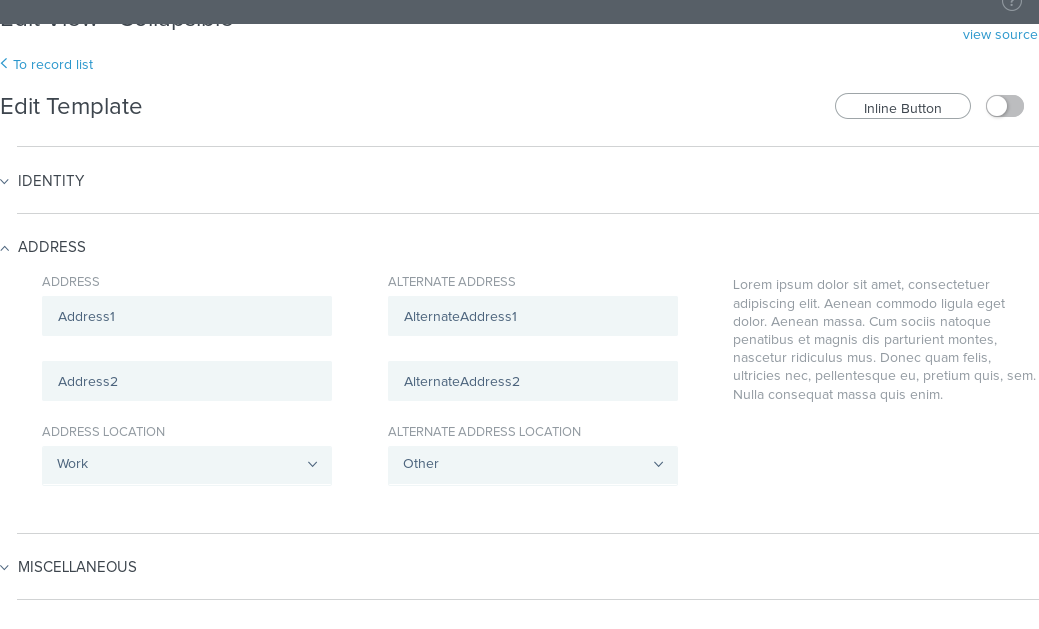 Edit View - Collapsible
?
view source
To record list
Edit Template
Inline Button
IDENTITY
ADDRESS
ADDRESS
ALTERNATE ADDRESS
Address1
AlternateAddress1
Address2
AlternateAddress2
ADDRESS LOCATION
ALTERNATE ADDRESS LOCATION
Work
Other
Lorem ipsum dolor sit amet, consectetuer
adipiscing elit. Aenean commodo ligula eget
dolor. Aenean massa. Cum sociis natoque
penatibus et magnis dis parturient montes,
nascetur ridiculus mus. Donec quam felis,
ultricies nec, pellentesque eu, pretium quis, sem.
Nulla consequat massa quis enim.
MISCELLANEOUS